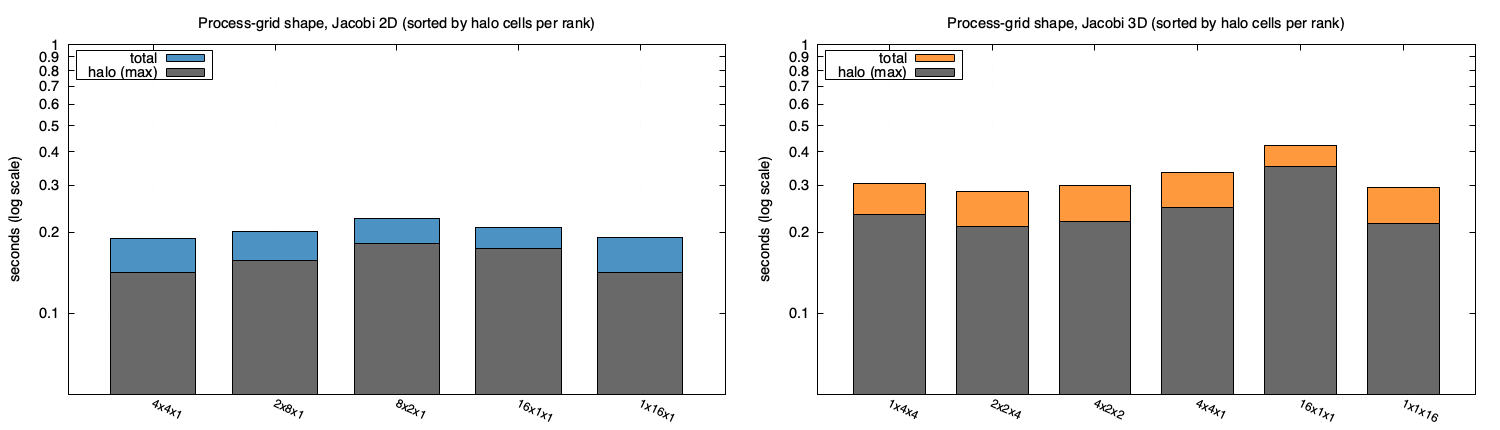 Process-grid shape, Jacobi 2D (sorted by halo cells per rank)
total
halo (max)
seconds (log scale)
1
0.9
0.8
0.7
0.6
0.5
0.4
0.3
0.2
0.1
4x4x1
2x8x1
8x2x1
16x1x1
1x16x1
Process-grid shape, Jacobi 3D (sorted by halo cells per rank)
total
halo (max)
seconds (log scale)
1
0.9
0.8
0.7
0.6
0.5
0.4
0.3
0.2
0.1
1x4x4
2x2x4
4x2x2
4x4x1
16x1x1
1x1x16